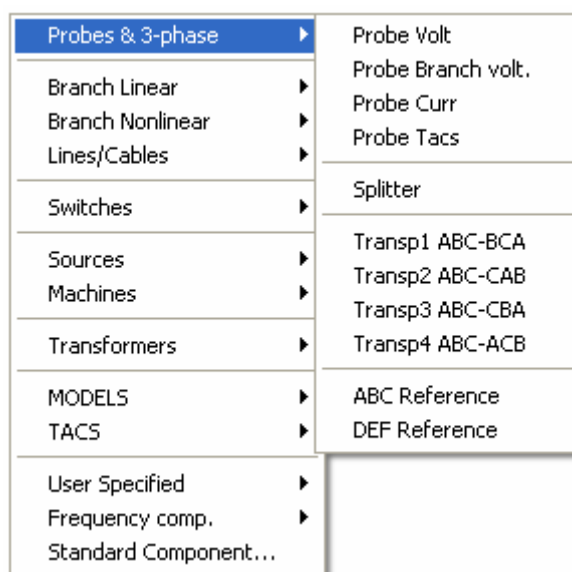 Probes & 3-phase
Branch Linear
Branch Nonlinear
Lines/Cables
Switches
Sources
Machines
Transformers
MODELS
TACS
User Specified
Frequency comp.
Standard Component...
Probe Volt
Probe Branch volt.
Probe Curr
Probe Tacs
Splitter
Transp1 ABC-BCA
Transp2 ABC-CAB
Transp3 ABC-CBA
Transp4 ABC-ACB
ABC Reference
DEF Reference